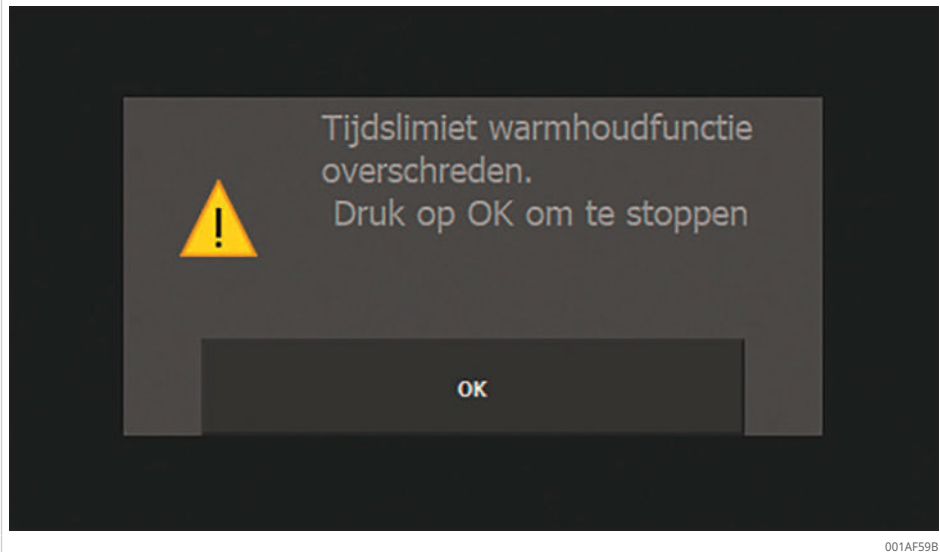 Tijdslimiet warmhoudfunctie
overschreden.
Druk op OK om te stoppen
OK
001AF59B